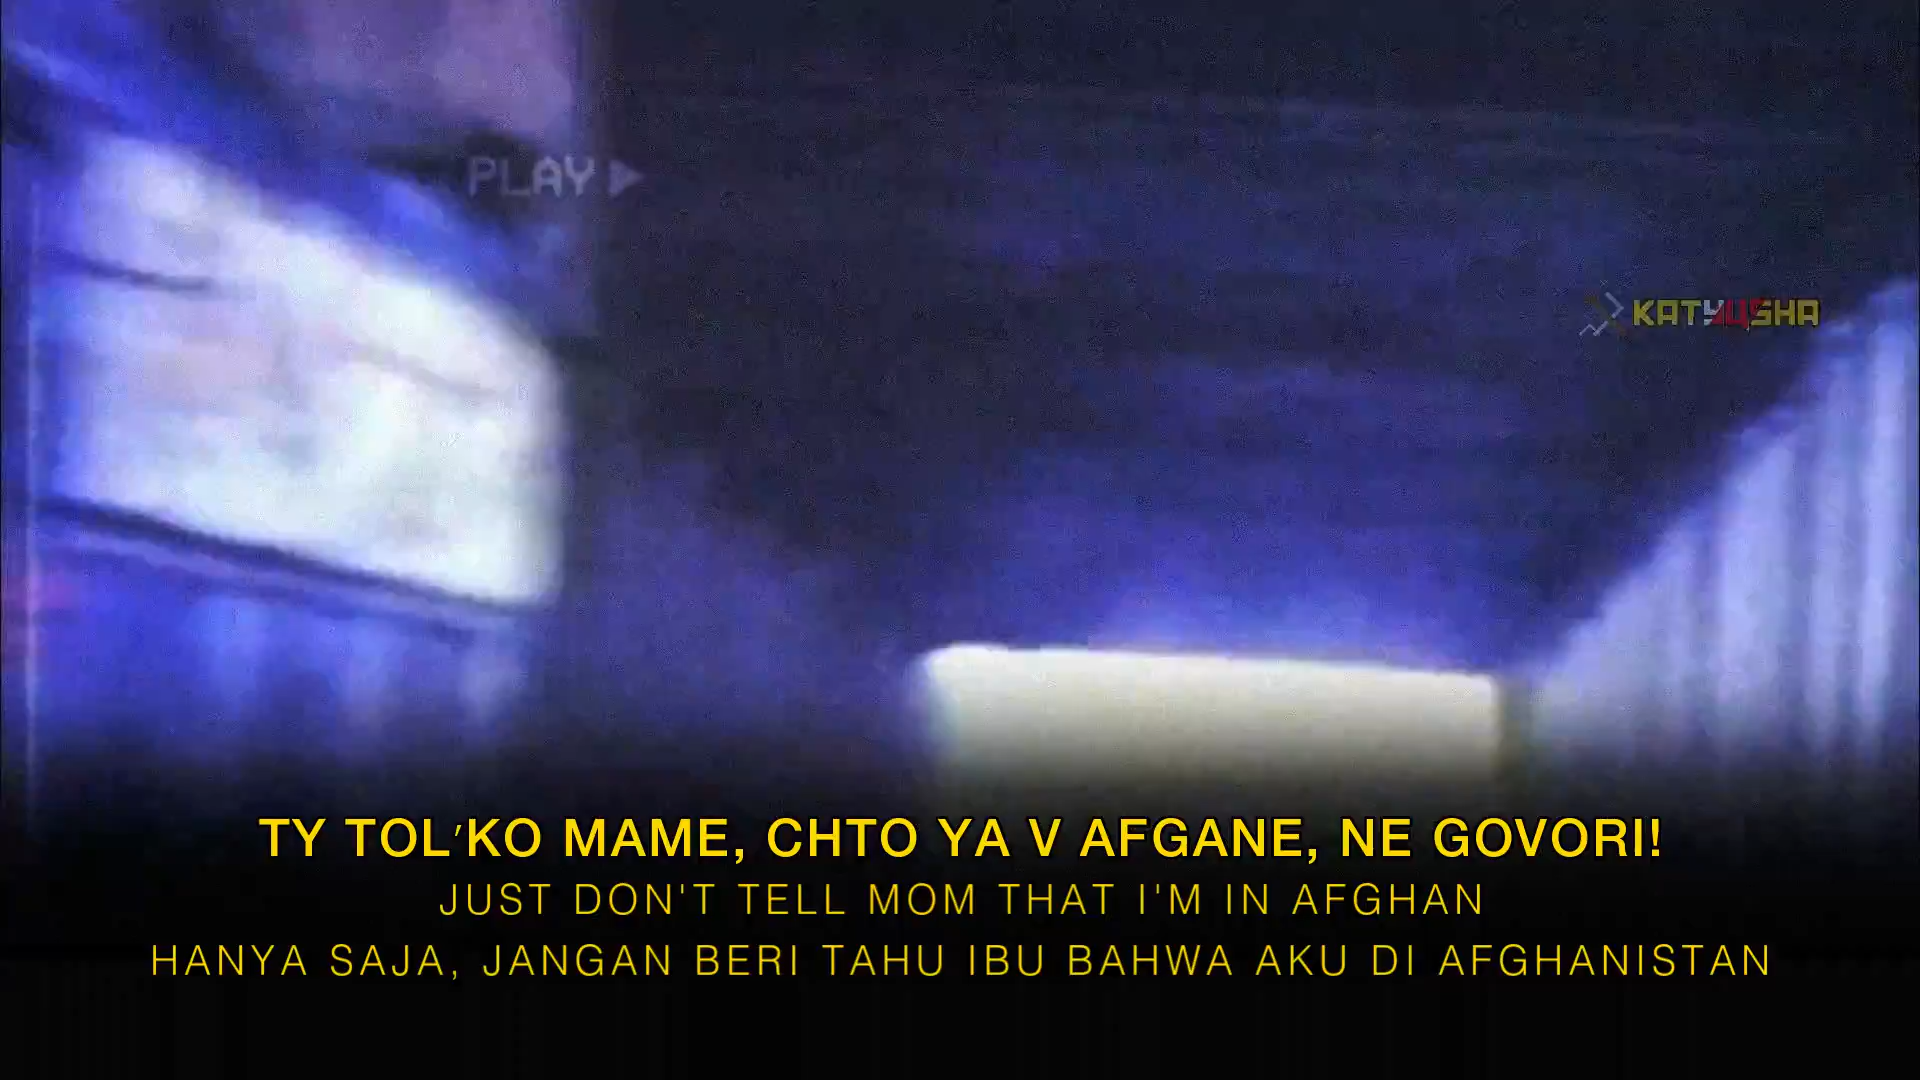 PLAY
KATYUSHA
TY TOL′KO MAME, CHTO YA V AFGANE, NE GOVORI!
JUST DON'T TELL MOM THAT I'M IN AFGHAN
HANYA SAJA, JANGAN BERI TAHU IBU BAHWA AKU DI AFGHANISTAN